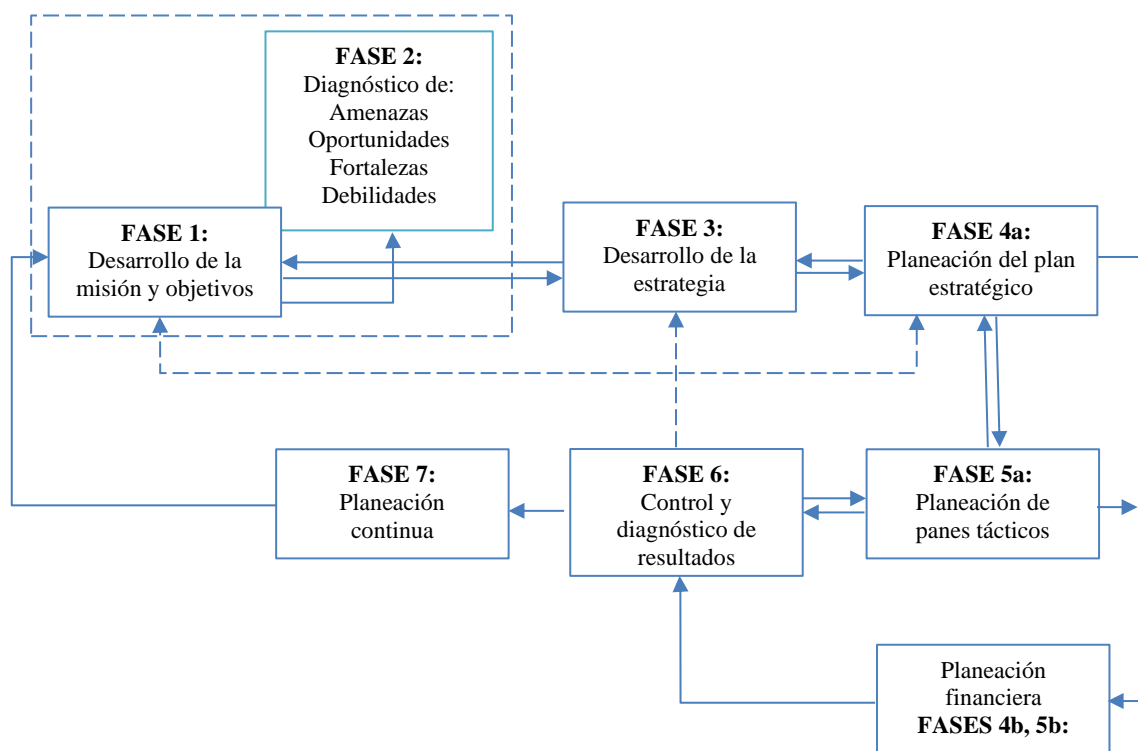 FASE 2:
Diagnóstico de:
Amenazas
Oportunidades
Fortalezas
Debilidades
FASE 1:
Desarrollo de la
misión y objetivos
FASE 3:
Desarrollo de la
estrategia
FASE 4a:
Planeación del plan
estratégico
FASE 7:
Planeación
continua
FASE 6:
Control y
diagnóstico de
resultados
FASE 5a:
Planeación de
panes tácticos
Planeación
financiera
FASES 4b, 5b: